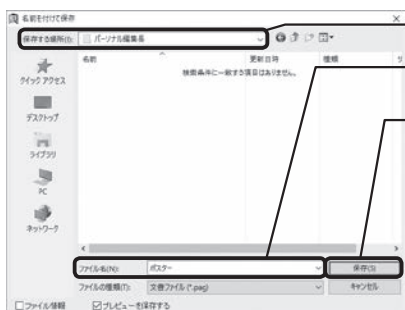 名前を付けて保存
保存する場所(I): パーソナル編集長
名前 更新日時 種類 サ
検索条件に一致する項目はありません。
クイック アクセス
デスクトップ
ライブラリ
PC
ネットワーク
ファイル名(N): ポスター 保存(S)
ファイルの種類(T): 文書ファイル (*.pag) キャンセル
ファイル情報 プレビューを保存する